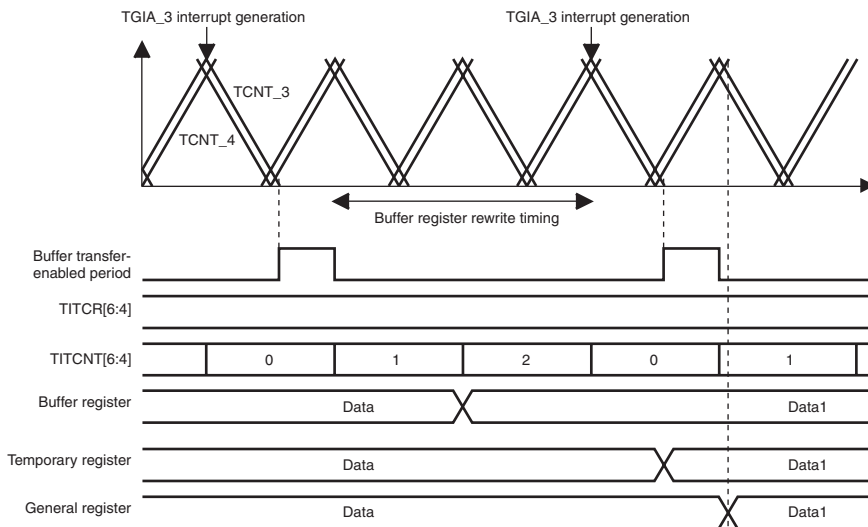 TGIA_3 interrupt generation
TGIA_3 interrupt generation
TCNT_3
TCNT_4
Buffer register rewrite timing
Buffer transfer-
enabled period
TITCR[6:4]
TITCNT[6:4]
0
1
2
0
1
Buffer register
Data
Data1
Temporary register
Data
Data1
General register
Data
Data1